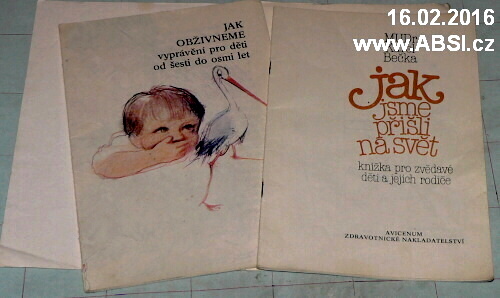 16.02.2016
www.ABSl.cz
JAK
OBŽIVNEME
vyprávění pro děti
od šesti do osmi let
MUDr
Bečka
jak
jsme
přišli
na svět
knížka pro zvědavé
děti a jejich rodiče
AVICENUM
ZDRAVOTNICKÉ NAKLADATELSTVÍ